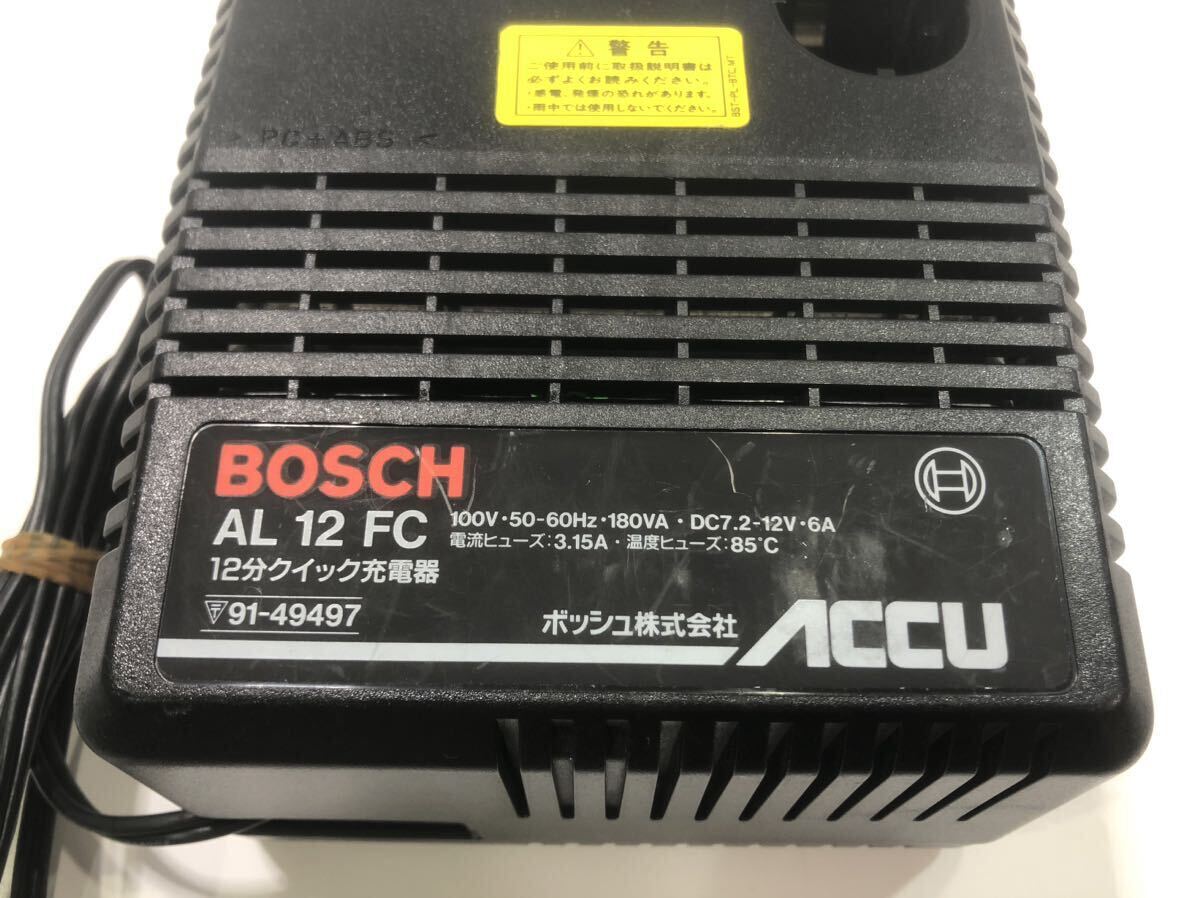 警告
ご使用前に取扱説明書は
必ずよくお読みください。
・感電、発煙の恐れがあります。
・雨中では使用しないでください。
BST-PL-BTC MT
> PC+ABS <
BOSCH
AL 12 FC
100V・50-60Hz・180VA・DC7.2-12V・6A
電流ヒューズ:3.15A・温度ヒューズ:85℃
12分クイック充電器
〒91-49497
ボッシュ株式会社
ACCU